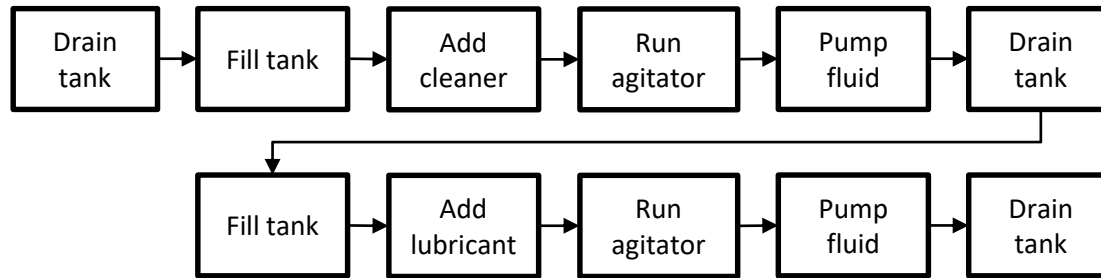 Drain
tank
Fill tank
Add
cleaner
Run
agitator
Pump
fluid
Drain
tank
Fill tank
Add
lubricant
Run
agitator
Pump
fluid
Drain
tank